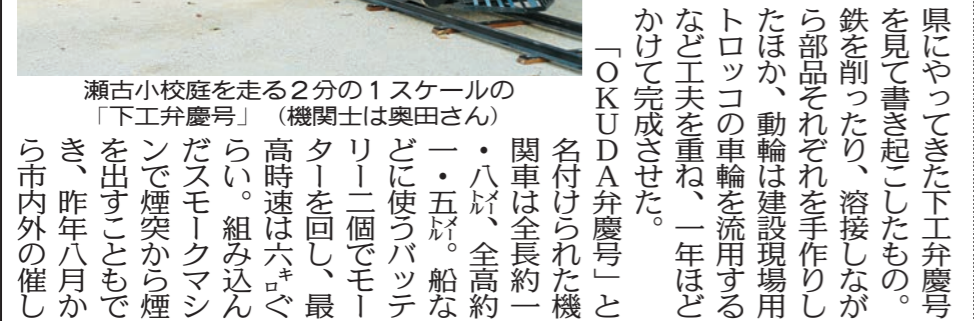 県にやってきた下工弁慶号
を見て書き起こしたもの。
鉄を削ったり、溶接しなが
ら部品それぞれを手作りし
たほか、動輪は建設現場用
トロッコの車輪を流用する
など工夫を重ね、一年ほど
かけて完成させた。
「OKUDA弁慶号」と
名付けられた機
関車は全長約一
・八㍍、全高約
一・五㍍。船な
どに使うバッテ
リー二個でモー
ターを回し、最
高時速は六㌔ぐ
らい。組み込ん
だスモークマシ
ンで煙突から煙
を出すこともで
き、昨年八月か
ら市内外の催し
瀬古小校庭を走る2分の1スケールの
「下工弁慶号」（機関士は奥田さん）